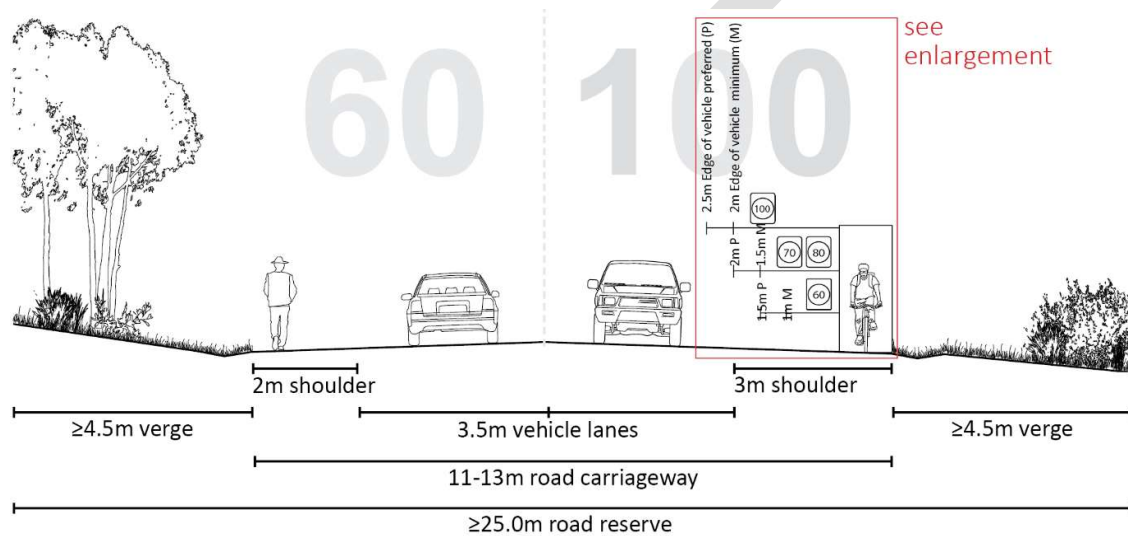 60
100
see
enlargement
2.5m Edge of vehicle preferred (P)
2m Edge of vehicle minimum (M)
100
2m P
1.5m M
70
80
1.5m P
1m M
60
2m shoulder
3m shoulder
≥4.5m verge
3.5m vehicle lanes
≥4.5m verge
11-13m road carriageway
≥25.0m road reserve